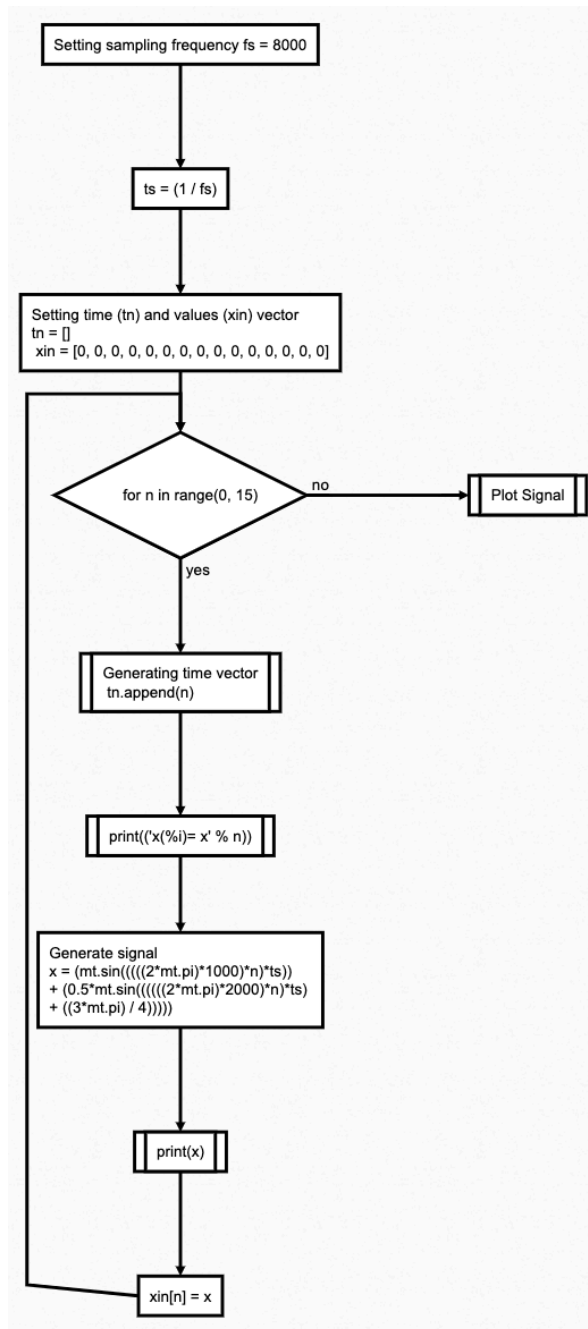 Setting sampling frequency fs = 8000
ts = (1 / fs)
Setting time (tn) and values (xin) vector
tn = []
xin = [0, 0, 0, 0, 0, 0, 0, 0, 0, 0, 0, 0, 0, 0, 0]
for n in range(0, 15)
no
Plot Signal
yes
Generating time vector
tn.append(n)
print(('x(%i)= x' % n))
Generate signal
x = (mt.sin(((((2*mt.pi)*1000)*n)*ts))
+ (0.5*mt.sin((((((2*mt.pi)*2000)*n)*ts)
+ ((3*mt.pi) / 4)))))
print(x)
xin[n] = x